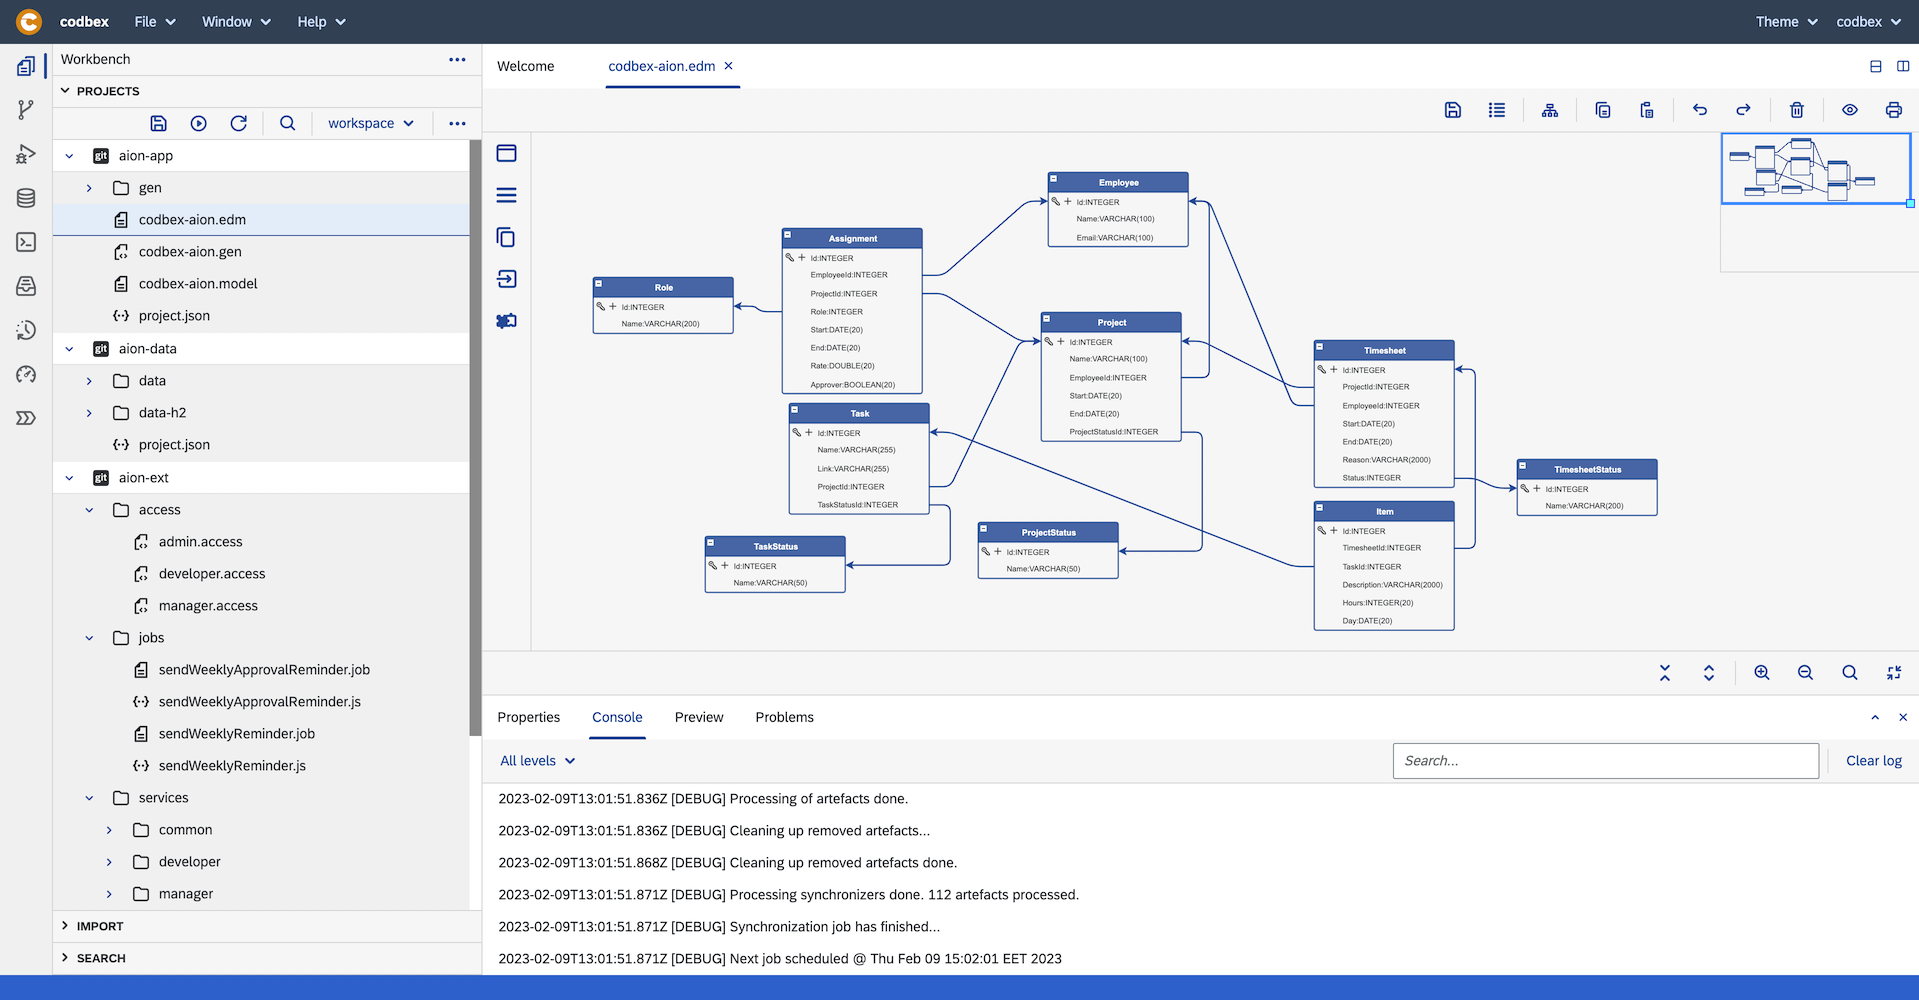 codbex File Window Help Theme codbex
Workbench
PROJECTS
workspace
git aion-app
gen
codbex-aion.edm
codbex-aion.gen
codbex-aion.model
project.json
git aion-data
data
data-h2
project.json
git aion-ext
access
admin.access
developer.access
manager.access
jobs
sendWeeklyApprovalReminder.job
sendWeeklyApprovalReminder.js
sendWeeklyReminder.job
sendWeeklyReminder.js
services
common
developer
manager
IMPORT
SEARCH
Welcome codbex-aion.edm
Role
Id:INTEGER
Name:VARCHAR(200)
Assignment
Id:INTEGER
EmployeeId:INTEGER
ProjectId:INTEGER
Role:INTEGER
Start:DATE(20)
End:DATE(20)
Rate:DOUBLE(20)
Approver:BOOLEAN(20)
Task
Id:INTEGER
Name:VARCHAR(255)
Link:VARCHAR(255)
ProjectId:INTEGER
TaskStatusId:INTEGER
TaskStatus
Id:INTEGER
Name:VARCHAR(50)
Employee
Id:INTEGER
Name:VARCHAR(100)
Email:VARCHAR(100)
Project
Id:INTEGER
Name:VARCHAR(100)
EmployeeId:INTEGER
Start:DATE(20)
End:DATE(20)
ProjectStatusId:INTEGER
ProjectStatus
Id:INTEGER
Name:VARCHAR(50)
Timesheet
Id:INTEGER
ProjectId:INTEGER
EmployeeId:INTEGER
Start:DATE(20)
End:DATE(20)
Reason:VARCHAR(2000)
Status:INTEGER
Item
Id:INTEGER
TimesheetId:INTEGER
TaskId:INTEGER
Description:VARCHAR(2000)
Hours:INTEGER(20)
Day:DATE(20)
TimesheetStatus
Id:INTEGER
Name:VARCHAR(200)
Properties Console Preview Problems
All levels Search... Clear log
2023-02-09T13:01:51.836Z [DEBUG] Processing of artefacts done.
2023-02-09T13:01:51.836Z [DEBUG] Cleaning up removed artefacts...
2023-02-09T13:01:51.868Z [DEBUG] Cleaning up removed artefacts done.
2023-02-09T13:01:51.871Z [DEBUG] Processing synchronizers done. 112 artefacts processed.
2023-02-09T13:01:51.871Z [DEBUG] Synchronization job has finished...
2023-02-09T13:01:51.871Z [DEBUG] Next job scheduled @ Thu Feb 09 15:02:01 EET 2023